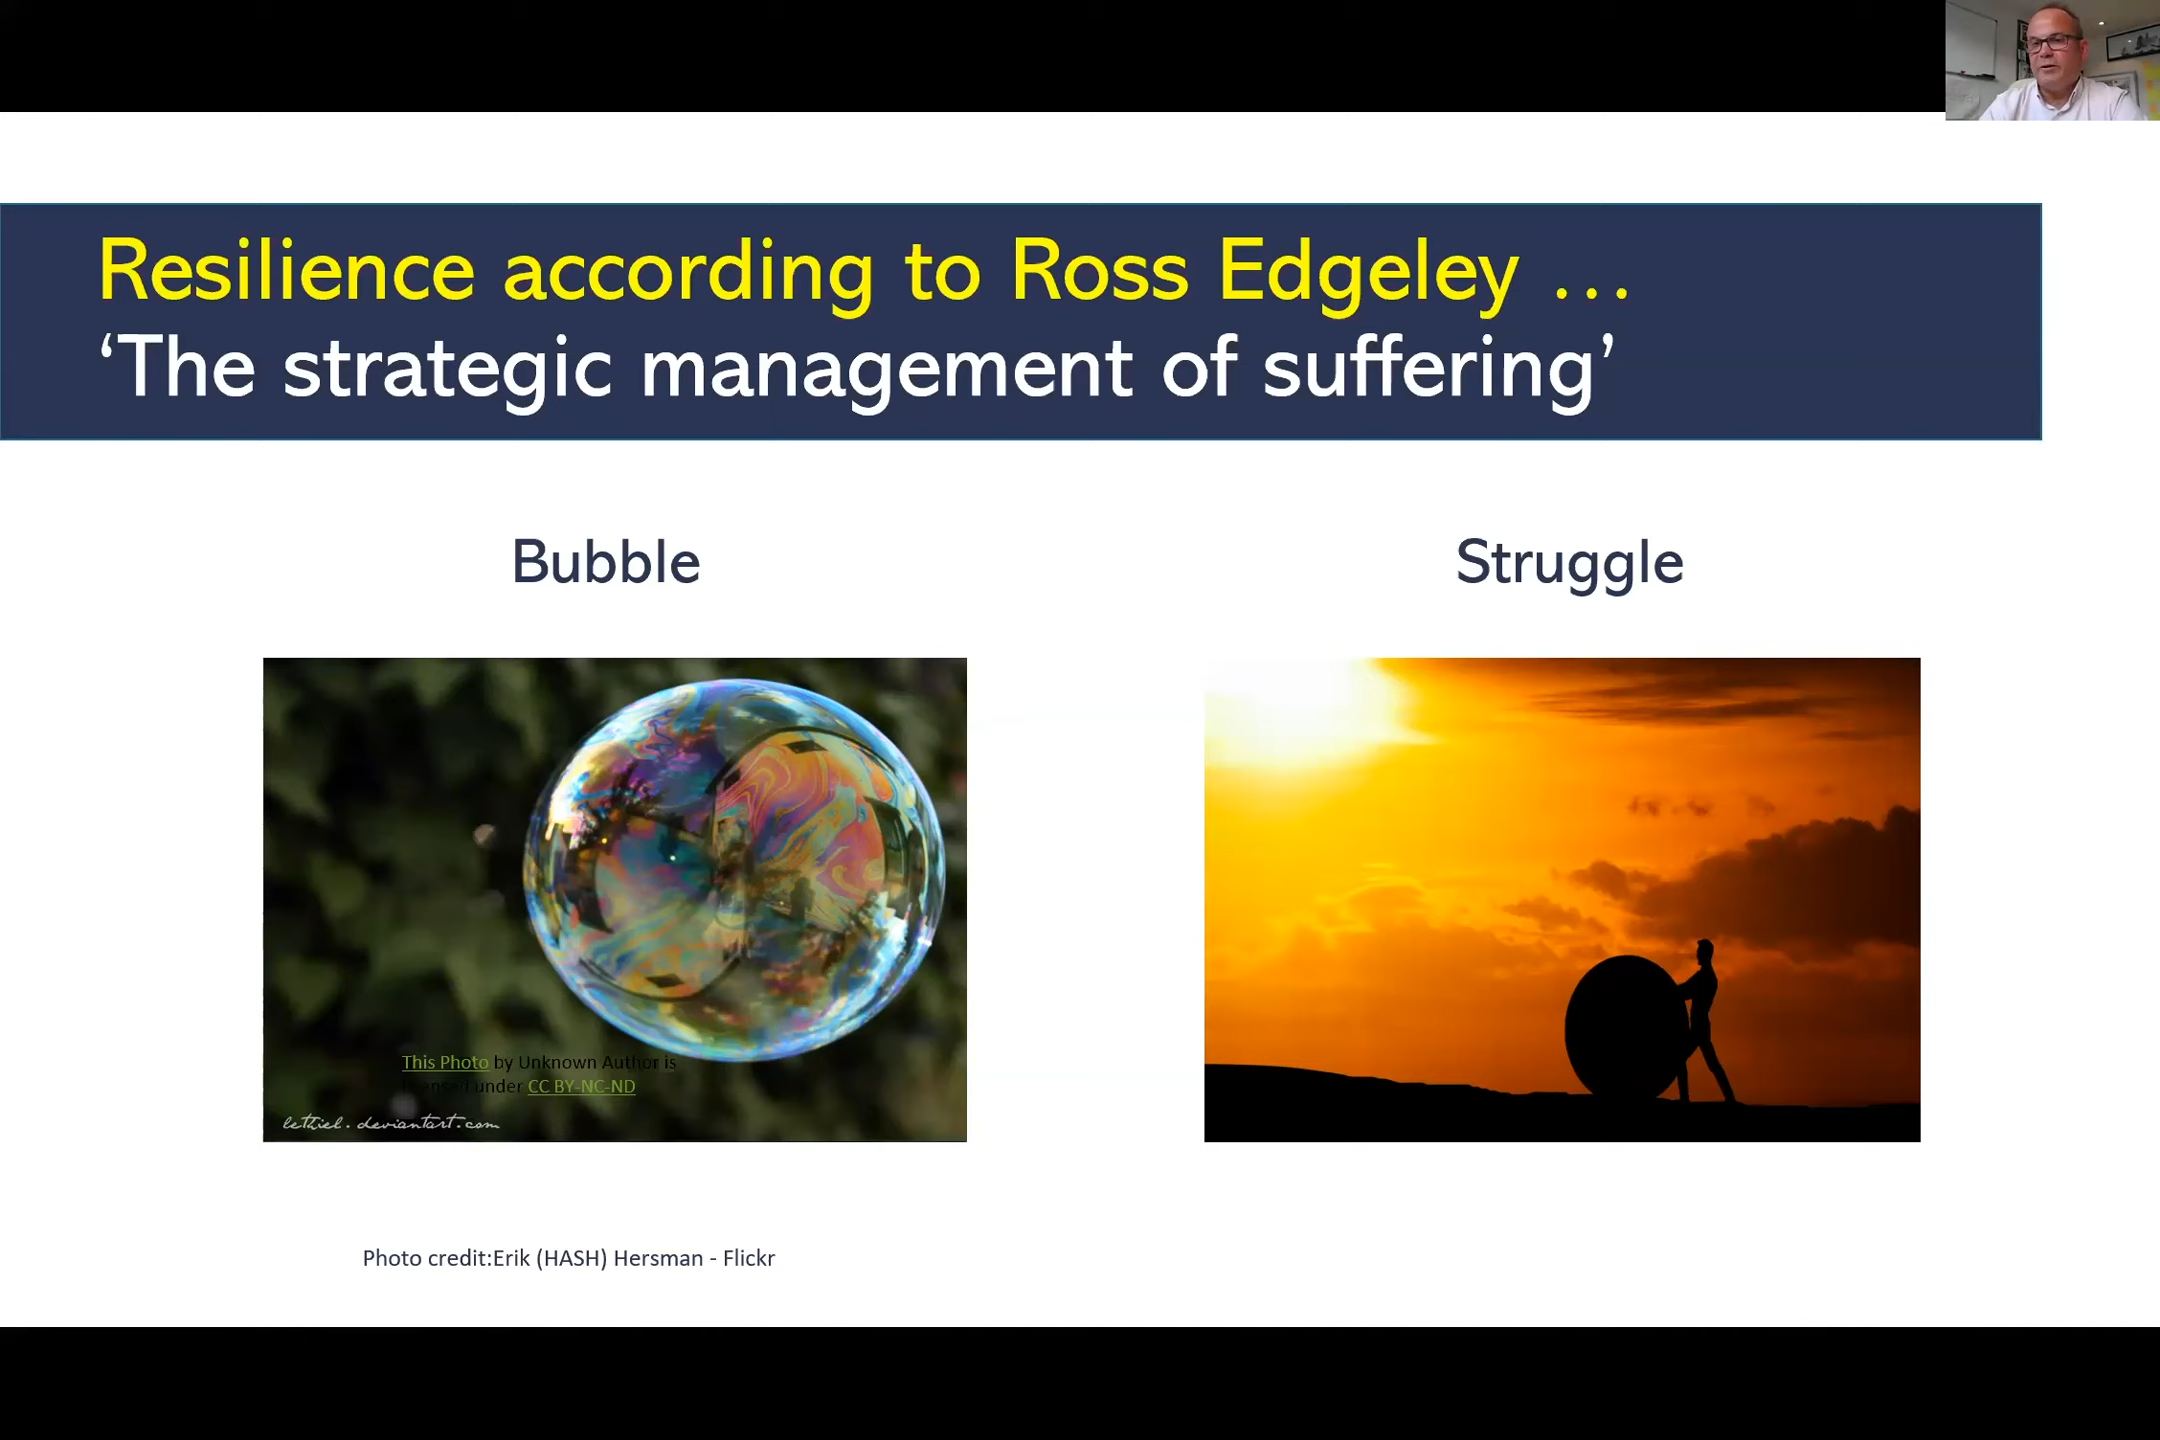 Resilience according to Ross Edgeley ...
‘The strategic management of suffering’
Bubble
Struggle
This Photo by Unknown Author is
under CC BY-NC-ND
lethiel.deviantart.com
Photo credit:Erik (HASH) Hersman - Flickr